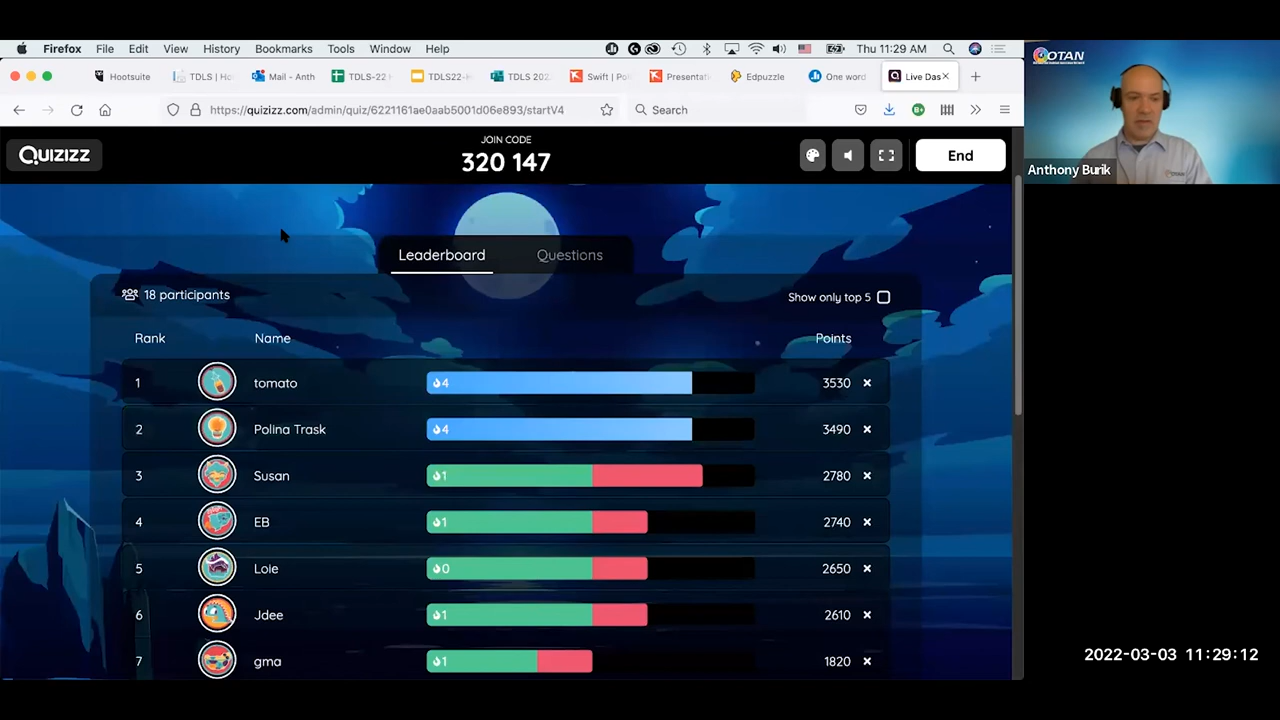 Firefox File Edit View History Bookmarks Tools Window Help Thu 11:29 AM
OTAN
Hootsuite TDLS | Ho Mail - Anth TDLS 2C TDLS22- TDLS 202 Swift | Pol Presentati Edpuzzle One word Live Das
https://quizizz.com/admin/quiz/6221161ae0aab5001d06e893/startV4 Search
Quizizz
JOIN CODE
320 147
End
Anthony Burik
Leaderboard Questions
18 participants Show only top 5
Rank Name Points
1 tomato 4 3530
2 Polina Trask 4 3490
3 Susan 1 2780
4 EB 1 2740
5 Loie 0 2650
6 Jdee 1 2610
7 gma 1 1820
2022-03-03 11:29:12